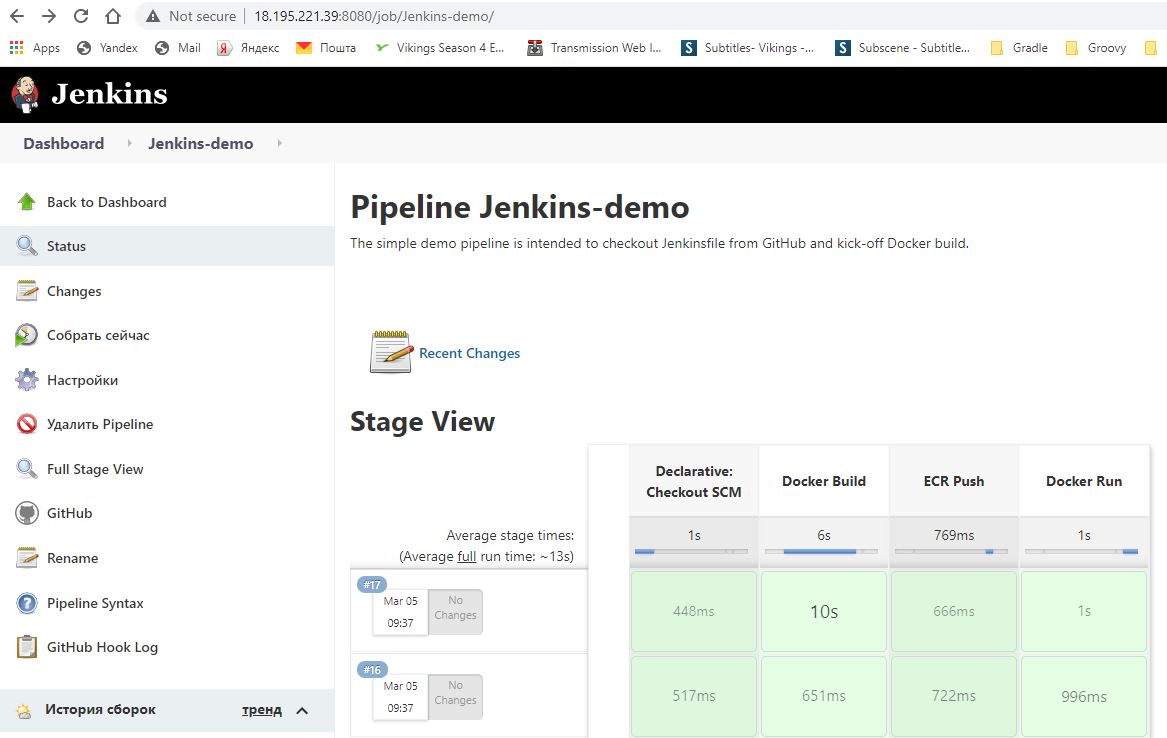 Not secure 18.195.221.39:8080/job/Jenkins-demo/
Apps Yandex Mail Яндекс Пошта Vikings Season 4 E... Transmission Web I... Subtitles- Vikings -... Subscene - Subtitle... Gradle Groovy
Jenkins
Dashboard Jenkins-demo
Back to Dashboard
Status
Changes
Собрать сейчас
Настройки
Удалить Pipeline
Full Stage View
GitHub
Rename
Pipeline Syntax
GitHub Hook Log
История сборок тренд
Pipeline Jenkins-demo
The simple demo pipeline is intended to checkout Jenkinsfile from GitHub and kick-off Docker build.
Recent Changes
Stage View
Declarative:
Checkout SCM
Docker Build
ECR Push
Docker Run
Average stage times:
(Average full run time: ~13s)
1s 6s 769ms 1s
#17
Mar 05
09:37
No
Changes
448ms 10s 666ms 1s
#16
Mar 05
09:37
No
Changes
517ms 651ms 722ms 996ms